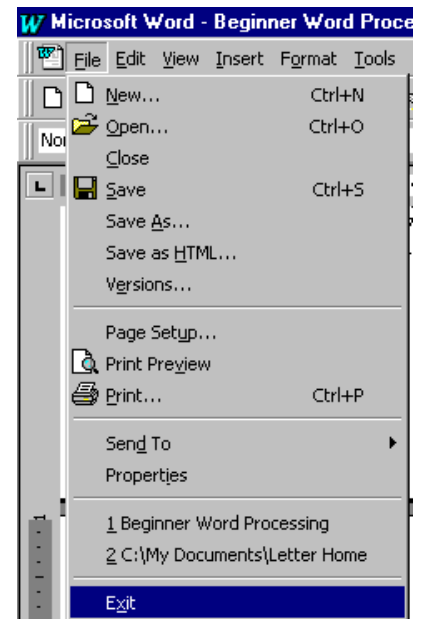 Microsoft Word - Beginner Word Proce
File Edit View Insert Format Tools
New... Ctrl+N
Open... Ctrl+O
Close
Save Ctrl+S
Save As...
Save as HTML...
Versions...
Page Setup...
Print Preview
Print... Ctrl+P
Send To
Properties
1 Beginner Word Processing
2 C:\My Documents\Letter Home
Exit